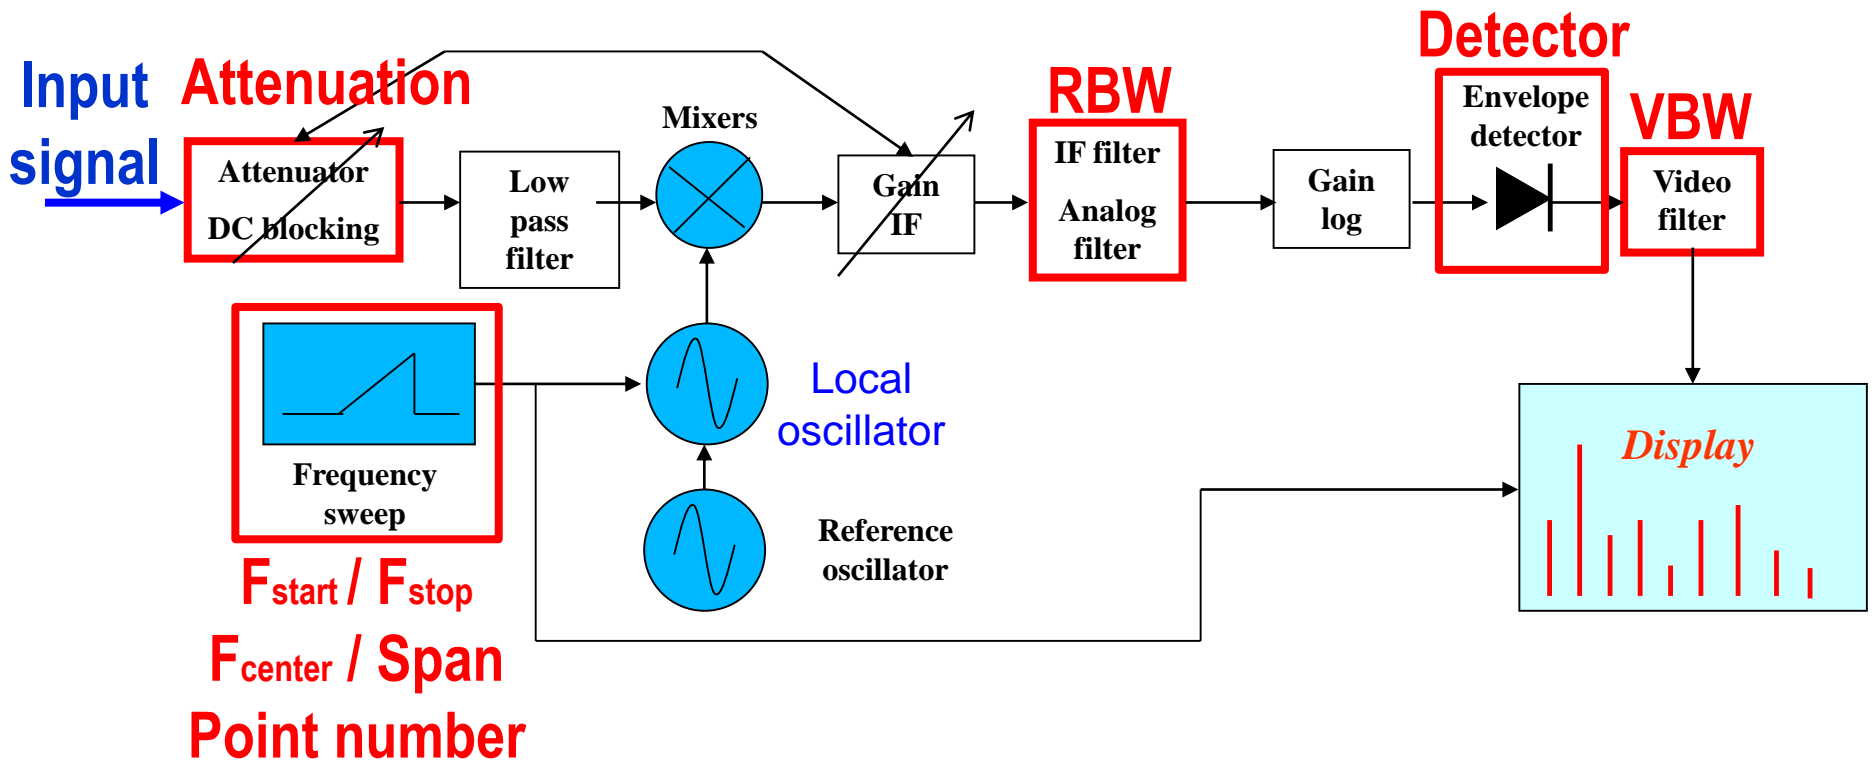 Input
signal
Attenuation
Attenuator
DC blocking
Low
pass
filter
Mixers
Gain
IF
RBW
IF filter
Analog
filter
Gain
log
Detector
Envelope
detector
VBW
Video
filter
Frequency
sweep
Fstart / Fstop
Fcenter / Span
Point number
Local
oscillator
Reference
oscillator
Display